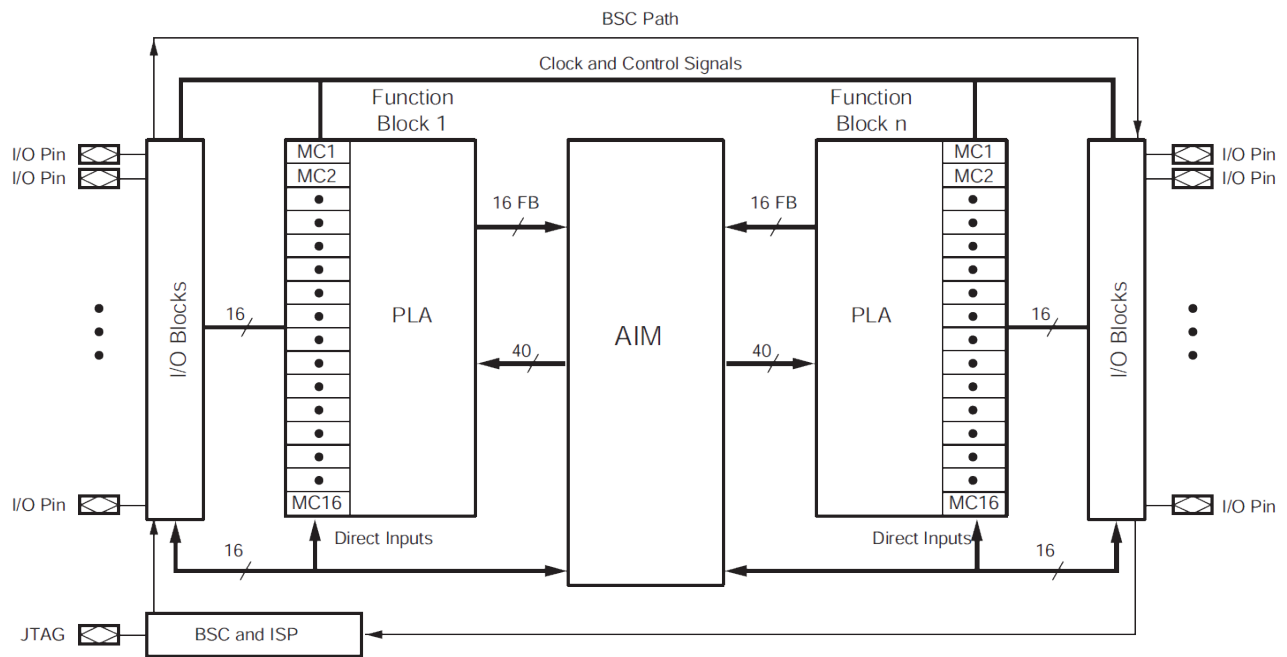 BSC Path
Clock and Control Signals
Function
Block 1
Function
Block n
I/O Pin
MC1
MC1
I/O Pin
I/O Pin
MC2
MC2
I/O Pin
16 FB
16 FB
I/O Blocks
16
PLA
AIM
PLA
16
I/O Blocks
40
40
I/O Pin
MC16
MC16
I/O Pin
Direct Inputs
Direct Inputs
16
16
JTAG
BSC and ISP